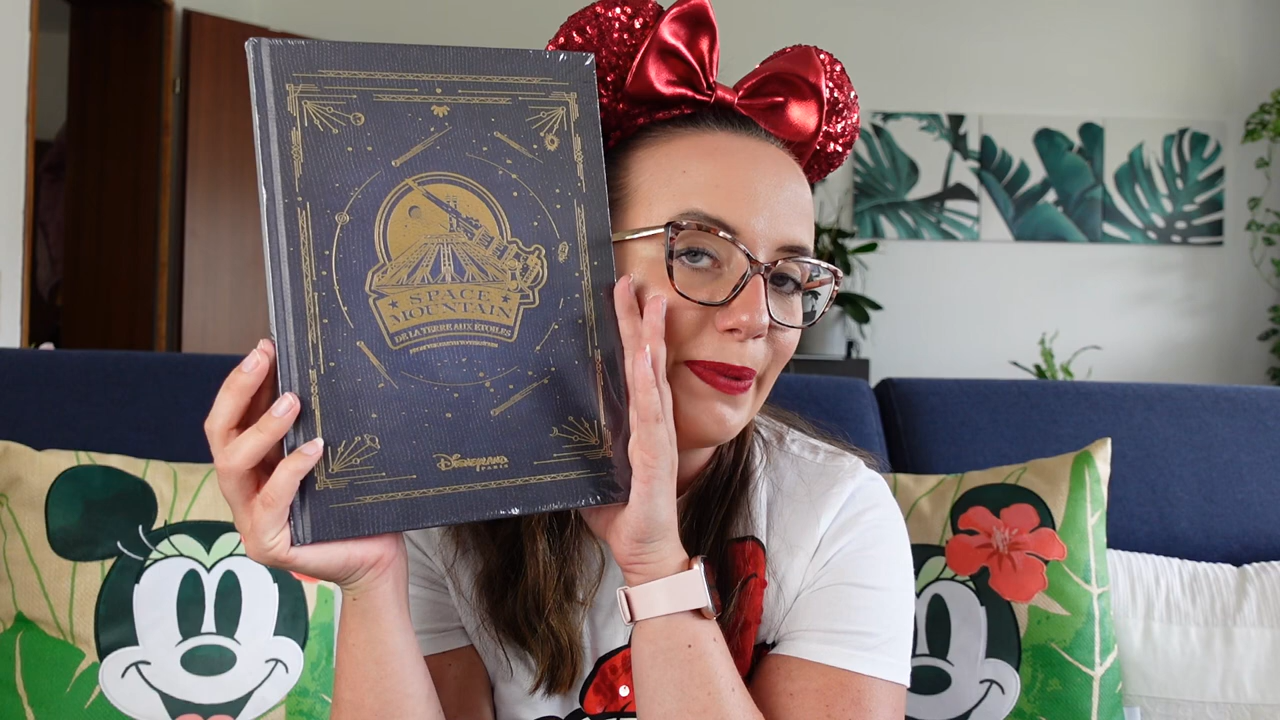 SPACE
MOUNTAIN
DE LA TERRE AUX ÉTOILES
DISNEYLAND
PARIS